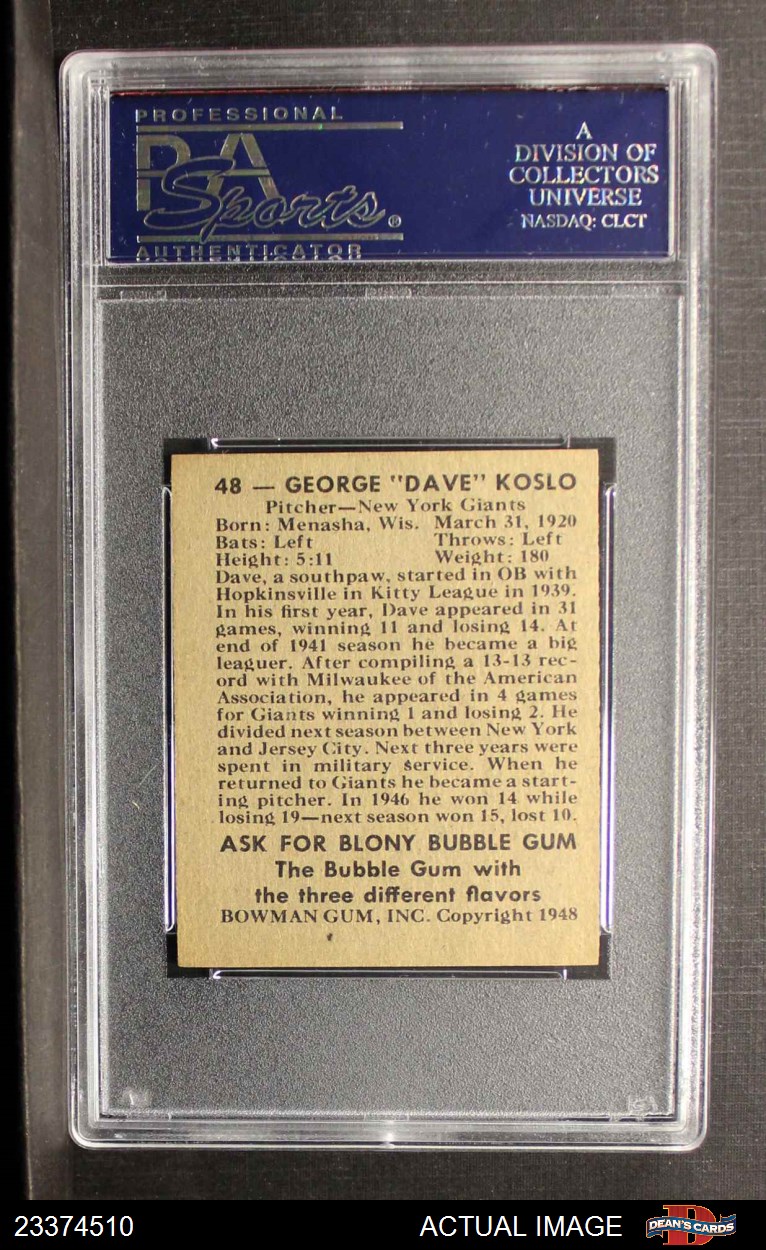 PROFESSIONAL
PSA
Sports®
AUTHENTICATOR
A
DIVISION OF
COLLECTORS
UNIVERSE
NASDAQ: CLCT
48 — GEORGE "DAVE" KOSLO
Pitcher—New York Giants
Born: Menasha, Wis. March 31, 1920
Bats: Left Throws: Left
Height: 5:11 Weight: 180
Dave, a southpaw, started in OB with
Hopkinsville in Kitty League in 1939.
In his first year, Dave appeared in 31
games, winning 11 and losing 14. At
end of 1941 season he became a big
leaguer. After compiling a 13-13 rec-
ord with Milwaukee of the American
Association, he appeared in 4 games
for Giants winning 1 and losing 2. He
divided next season between New York
and Jersey City. Next three years were
spent in military service. When he
returned to Giants he became a start-
ing pitcher. In 1946 he won 14 while
losing 19—next season won 15, lost 10.
ASK FOR BLONY BUBBLE GUM
The Bubble Gum with
the three different flavors
BOWMAN GUM, INC. Copyright 1948
23374510
ACTUAL IMAGE
DEAN'S CARDS